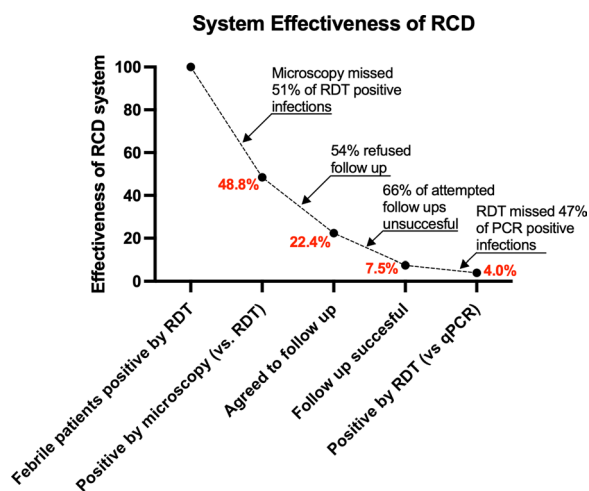 System Effectiveness of RCD
Effectiveness of RCD system
100
80
60
40
20
0
Microscopy missed
51% of RDT positive
infections
54% refused
follow up
66% of attempted
follow ups
unsuccesful
RDT missed 47%
of PCR positive
infections
48.8%
22.4%
7.5%
4.0%
Febrile patients positive by RDT
Positive by microscopy (vs. RDT)
Agreed to follow up
Follow up succesful
Positive by RDT (vs qPCR)